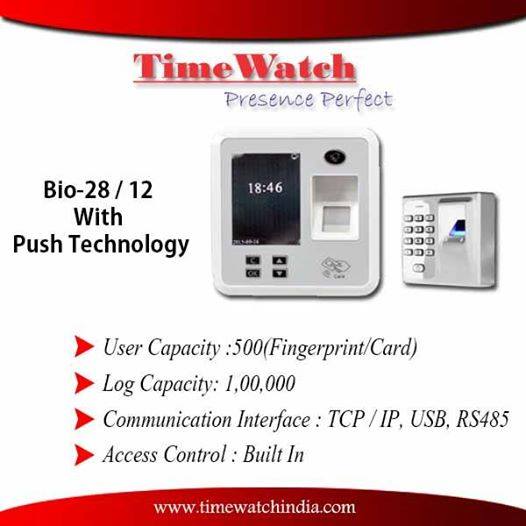 TimeWatch
Presence Perfect
Bio-28 / 12
With
Push Technology
18:46
C
OK
Card
User Capacity :500(Fingerprint/Card)
Log Capacity: 1,00,000
Communication Interface : TCP / IP, USB, RS485
Access Control : Built In
www.timewatchindia.com